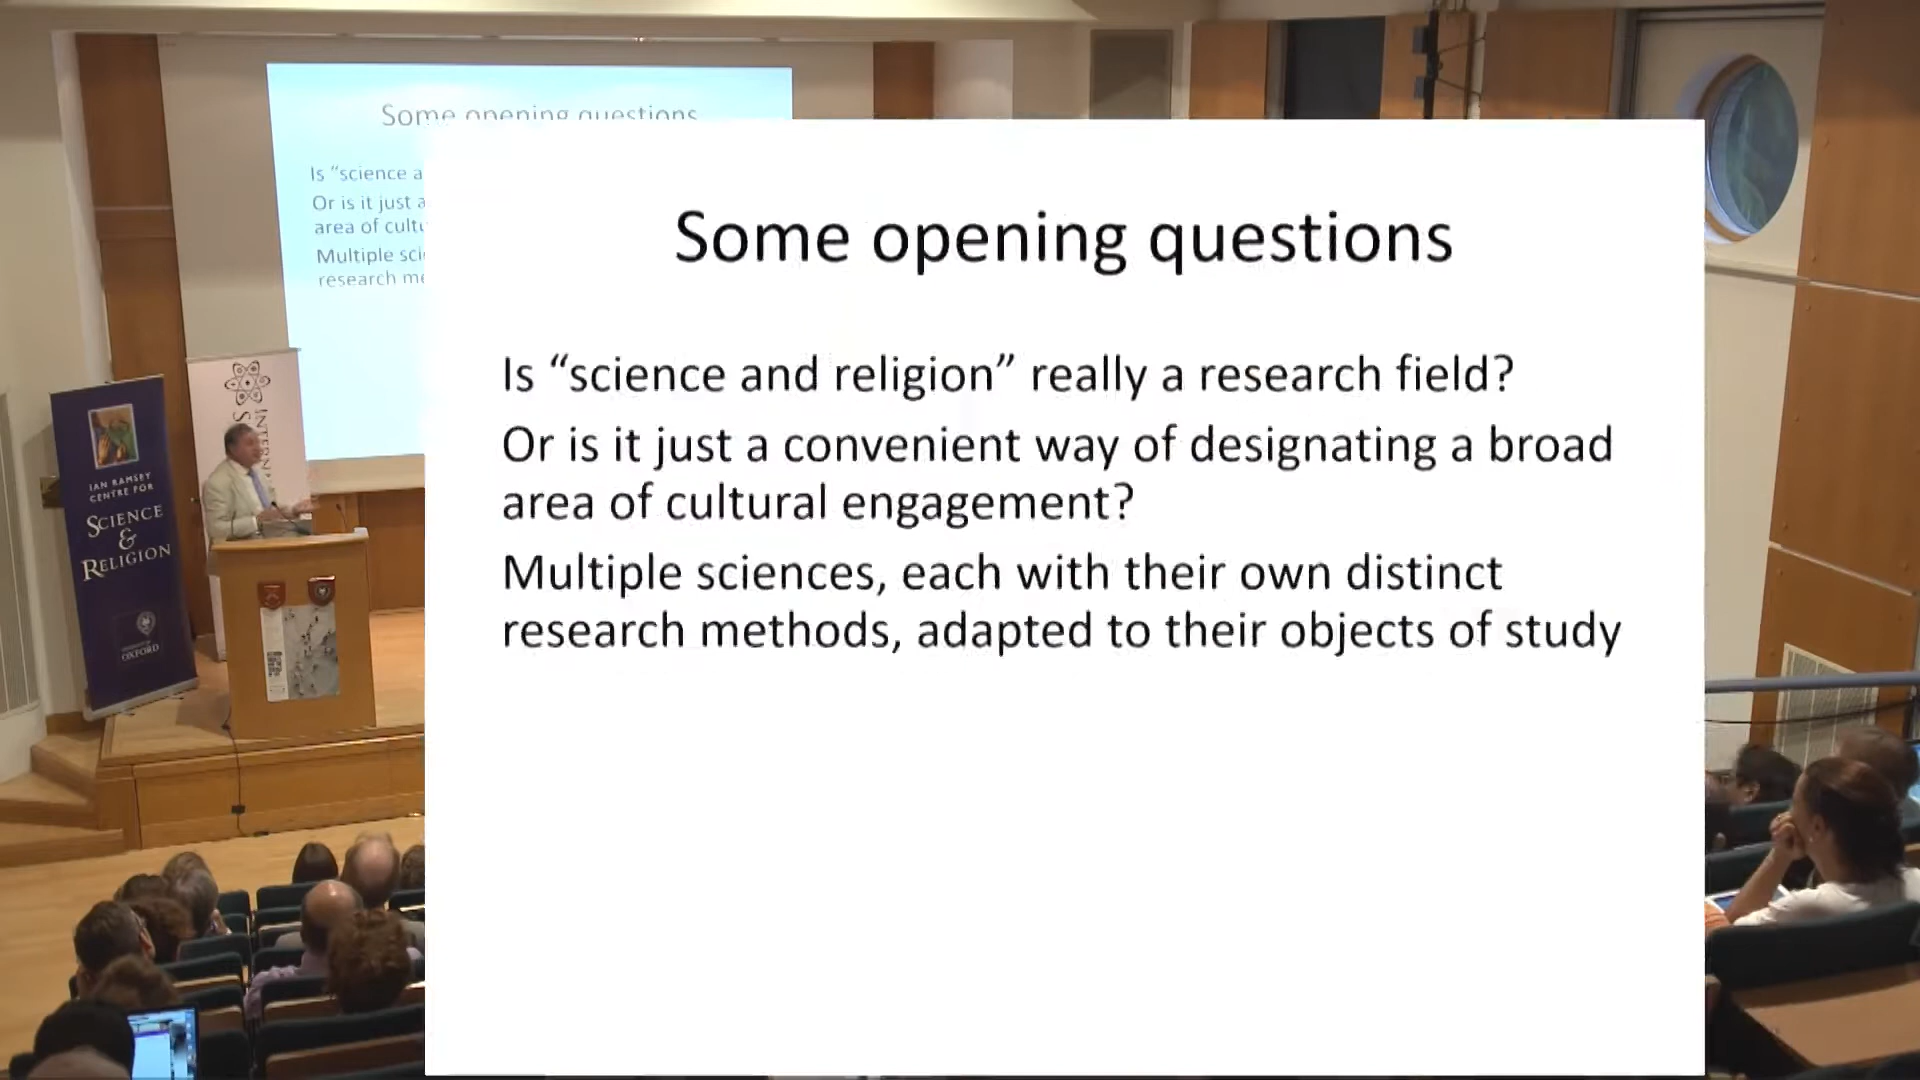 Some opening questions
Is “science a
Or is it just a
area of cultu
Multiple sci
research me
Some opening questions
Is “science and religion” really a research field?
Or is it just a convenient way of designating a broad
area of cultural engagement?
Multiple sciences, each with their own distinct
research methods, adapted to their objects of study
IAN RAMSEY
CENTRE FOR
SCIENCE
&
RELIGION
OXFORD
INTERN
S